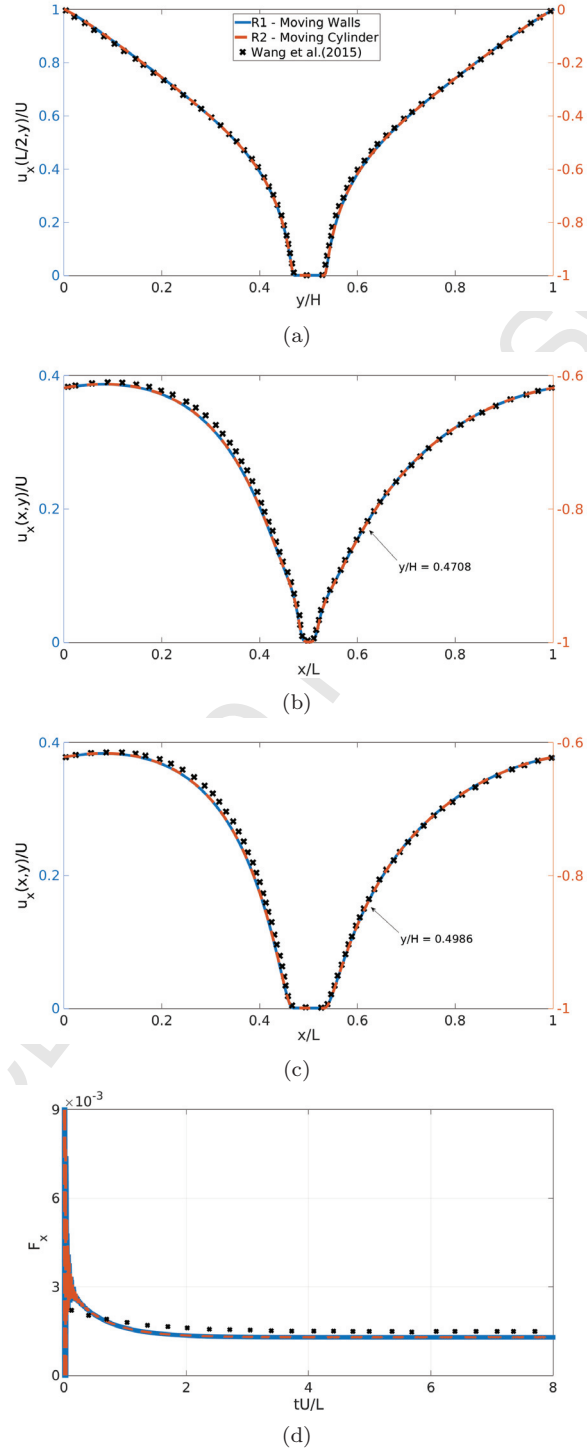 R1 - Moving Walls
R2 - Moving Cylinder
Wang et al.(2015)
u_x(L/2,y)/U
1
0.8
0.6
0.4
0.2
0
0
-0.2
-0.4
-0.6
-0.8
-1
0 0.2 0.4 0.6 0.8 1
y/H
(a)
u_x(x,y)/U
0.4
0.2
0
-0.6
-0.8
-1
y/H = 0.4708
0 0.2 0.4 0.6 0.8 1
x/L
(b)
u_x(x,y)/U
0.4
0.2
0
-0.6
-0.8
-1
y/H = 0.4986
0 0.2 0.4 0.6 0.8 1
x/L
(c)
×10^-3
F_x
9
6
3
0
0 2 4 6 8
tU/L
(d)